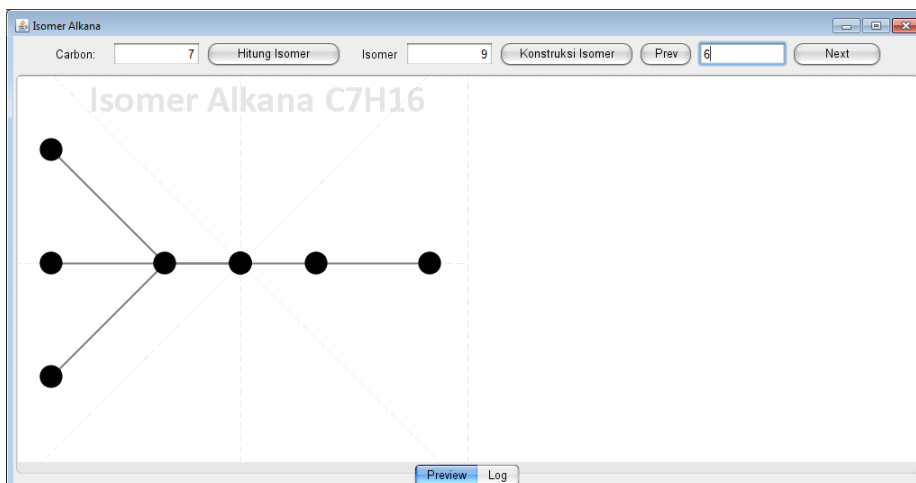 Isomer Alkana
Carbon: 7 Hitung Isomer Isomer 9 Konstruksi Isomer Prev 6 Next
Isomer Alkana C7H16
Preview Log